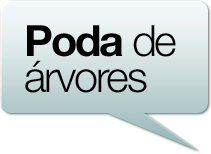 Poda de
árvores